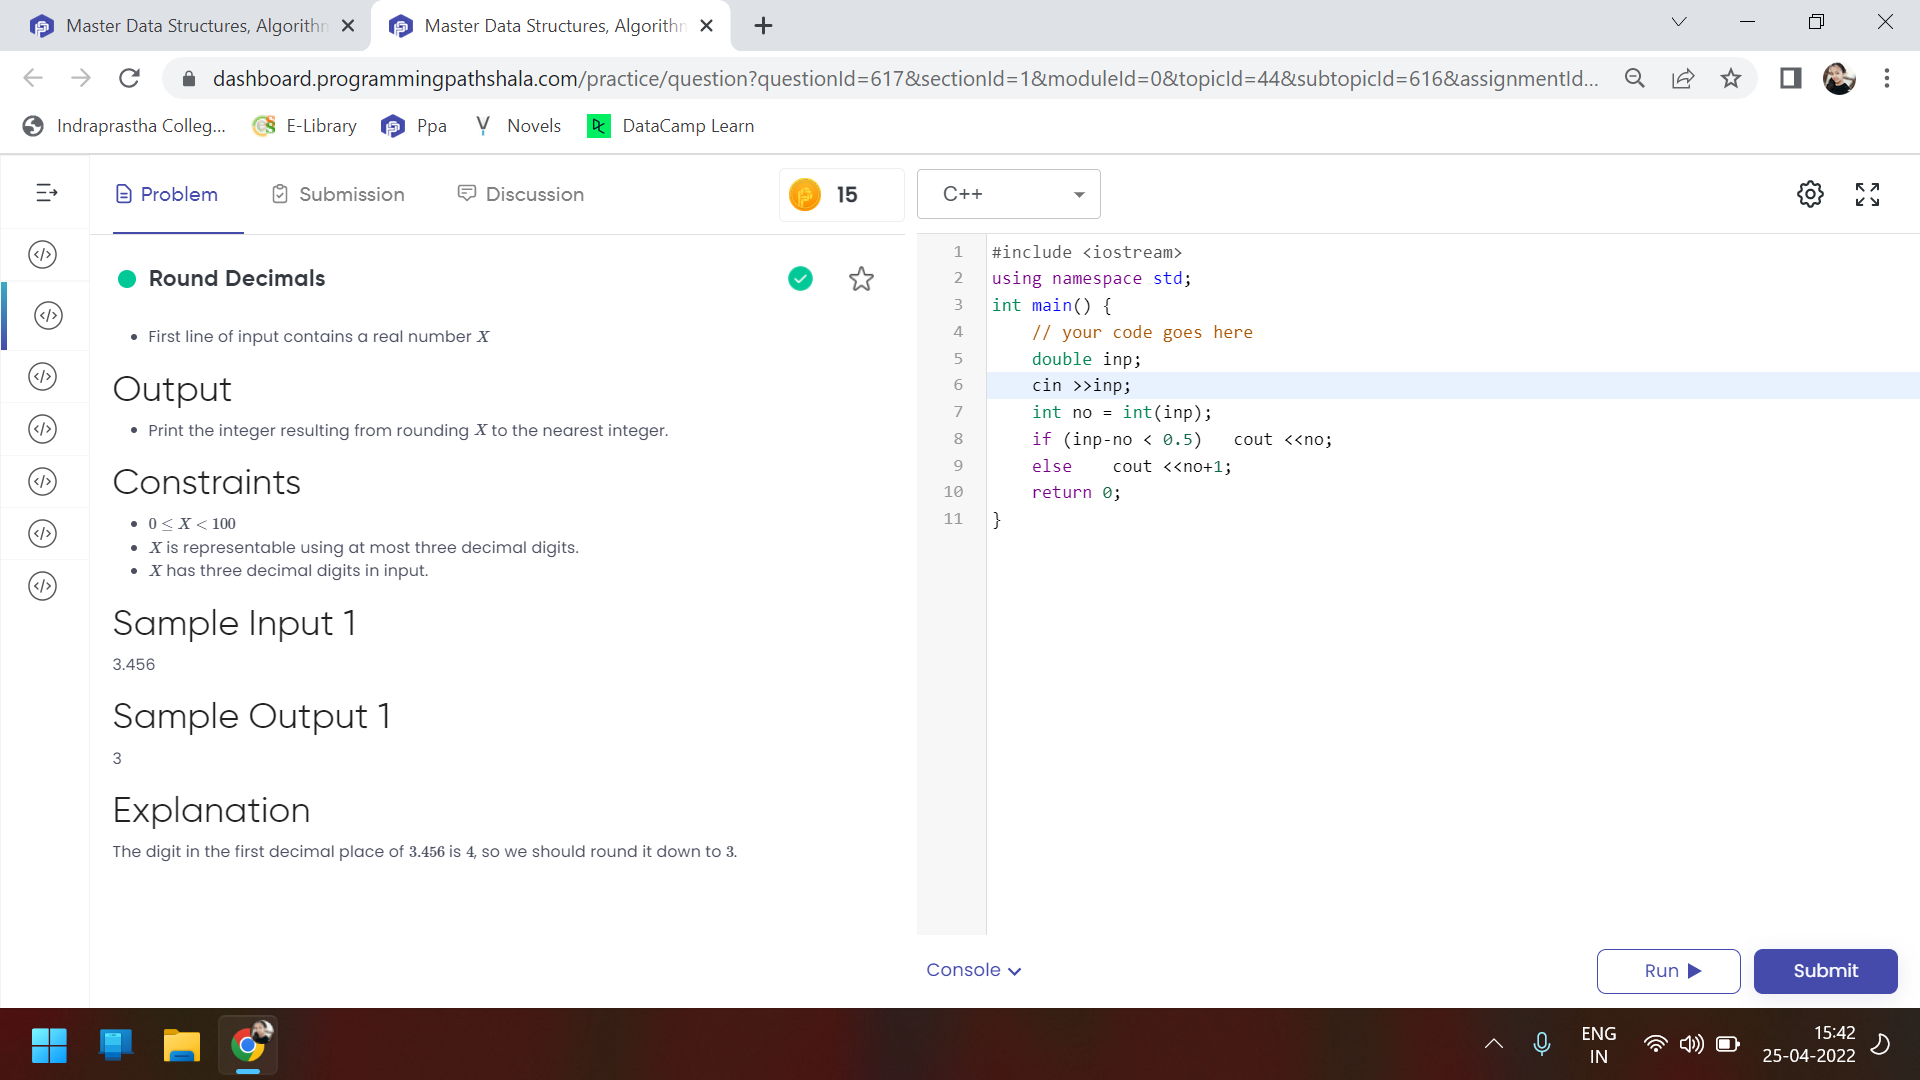 Master Data Structures, Algorithm
Master Data Structures, Algorithm
dashboard.programmingpathshala.com/practice/question?questionId=617&sectionId=1&moduleId=0&topicId=44&subtopicId=616&assignmentId...
Indraprastha Colleg...
E-Library
Ppa
Novels
DataCamp Learn
Problem
Submission
Discussion
15
C++
Round Decimals
• First line of input contains a real number X
Output
• Print the integer resulting from rounding X to the nearest integer.
Constraints
• 0 ≤ X < 100
• X is representable using at most three decimal digits.
• X has three decimal digits in input.
Sample Input 1
3.456
Sample Output 1
3
Explanation
The digit in the first decimal place of 3.456 is 4, so we should round it down to 3.
1 #include <iostream>
2 using namespace std;
3 int main() {
4 // your code goes here
5 double inp;
6 cin >>inp;
7 int no = int(inp);
8 if (inp-no < 0.5) cout <<no;
9 else cout <<no+1;
10 return 0;
11 }
Console
Run
Submit
ENG
IN
15:42
25-04-2022